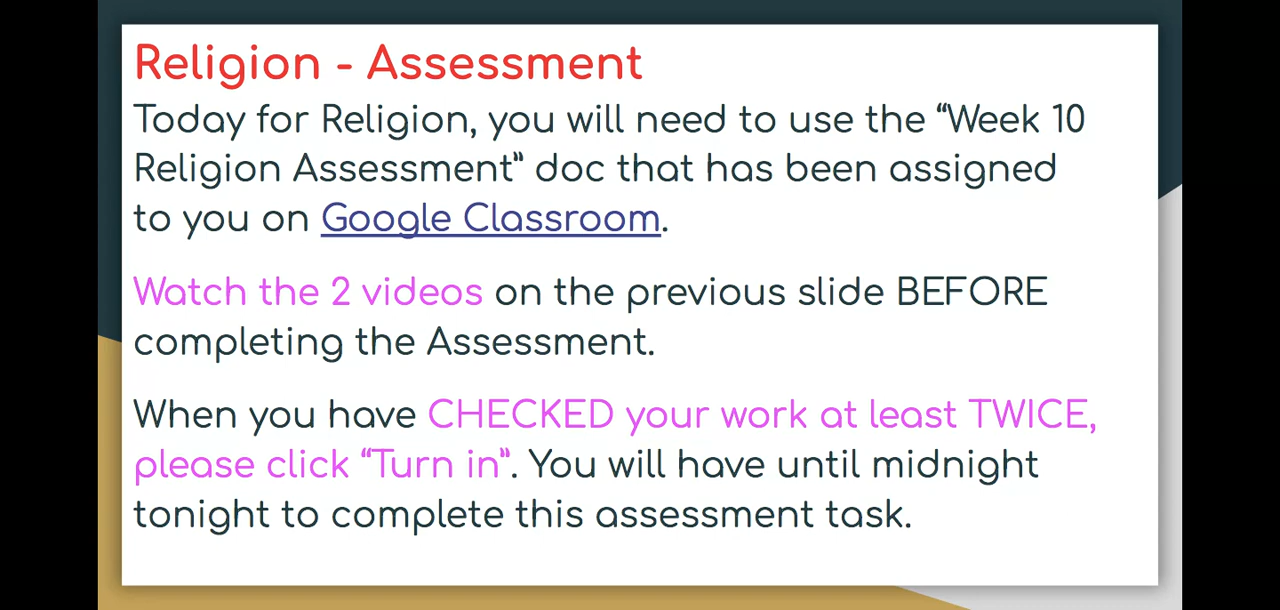 Religion - Assessment
Today for Religion, you will need to use the “Week 10
Religion Assessment” doc that has been assigned
to you on Google Classroom.
Watch the 2 videos on the previous slide BEFORE
completing the Assessment.
When you have CHECKED your work at least TWICE,
please click “Turn in”. You will have until midnight
tonight to complete this assessment task.